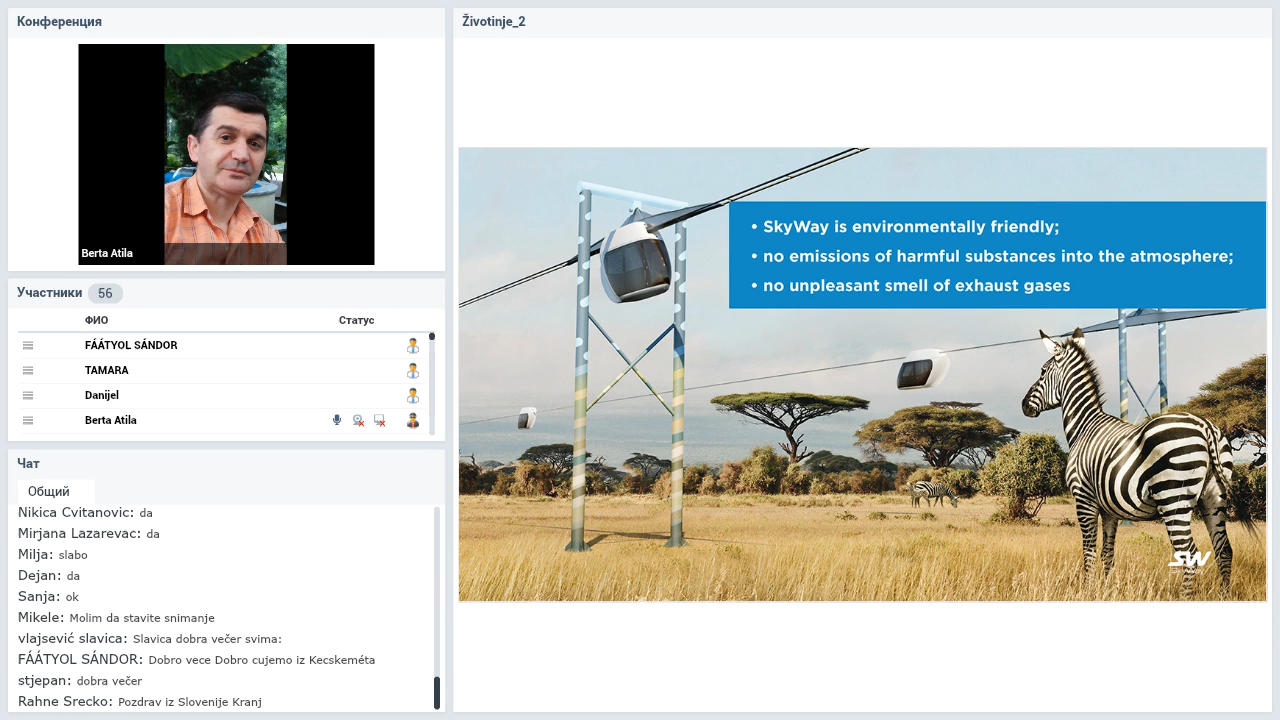 Конференция
Berta Atila
Участники 56
ФИО Статус
FÁÁTYOL SÁNDOR
TAMARA
Danijel
Berta Atila
Чат
Общий
Nikica Cvitanovic: da
Mirjana Lazarevac: da
Milja: slabo
Dejan: da
Sanja: ok
Mikele: Molim da stavite snimanje
vlajsević slavica: Slavica dobra večer svima:
FÁÁTYOL SÁNDOR: Dobro vece Dobro cujemo iz Kecskeméta
stjepan: dobra večer
Rahne Srecko: Pozdrav iz Slovenije Kranj
Životinje_2
• SkyWay is environmentally friendly;
• no emissions of harmful substances into the atmosphere;
• no unpleasant smell of exhaust gases
SW